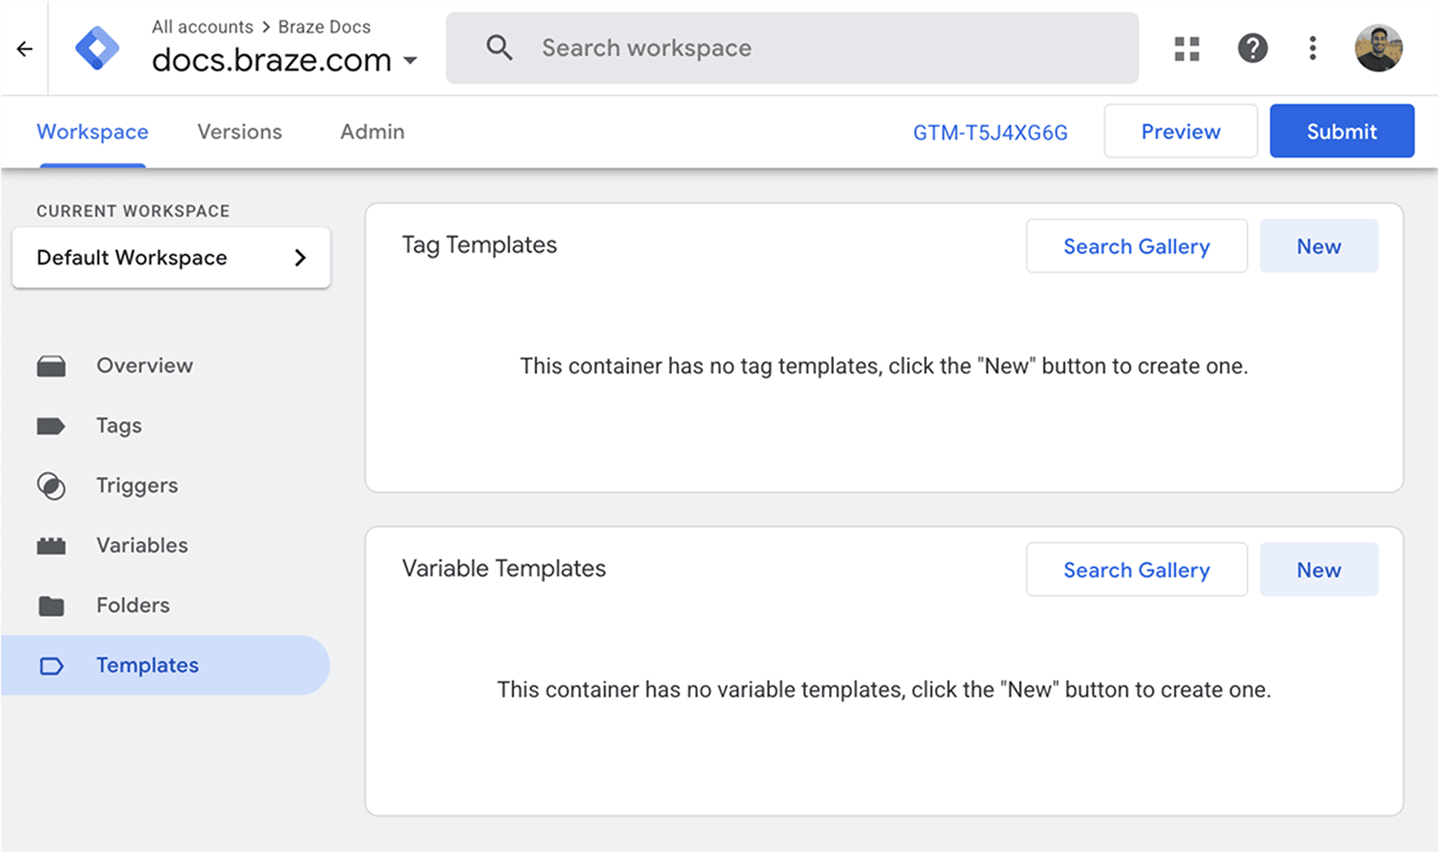 All accounts > Braze Docs
docs.braze.com
Search workspace
Workspace
Versions
Admin
GTM-T5J4XG6G
Preview
Submit
CURRENT WORKSPACE
Default Workspace
Overview
Tags
Triggers
Variables
Folders
Templates
Tag Templates
Search Gallery
New
This container has no tag templates, click the "New" button to create one.
Variable Templates
Search Gallery
New
This container has no variable templates, click the "New" button to create one.